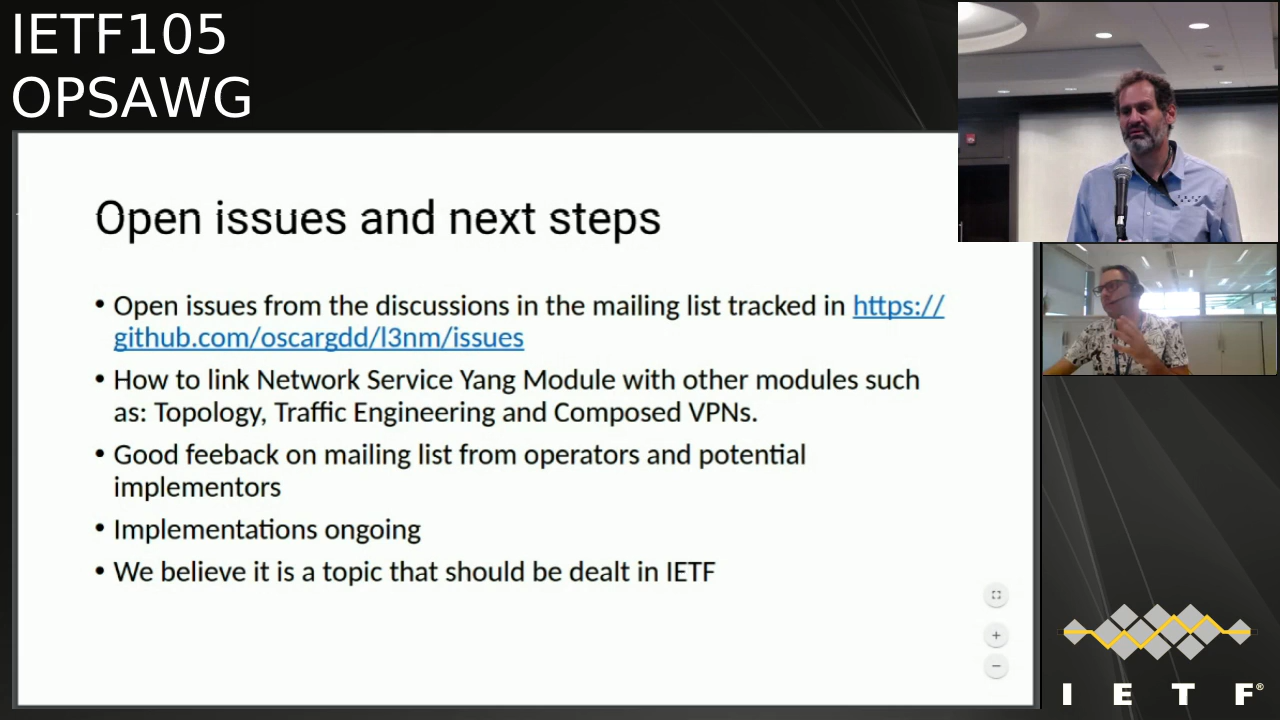 IETF105
OPSAWG
Open issues and next steps
• Open issues from the discussions in the mailing list tracked in https://
github.com/oscargdd/l3nm/issues
• How to link Network Service Yang Module with other modules such
as: Topology, Traffic Engineering and Composed VPNs.
• Good feeback on mailing list from operators and potential
implementors
• Implementations ongoing
• We believe it is a topic that should be dealt in IETF
I E T F®